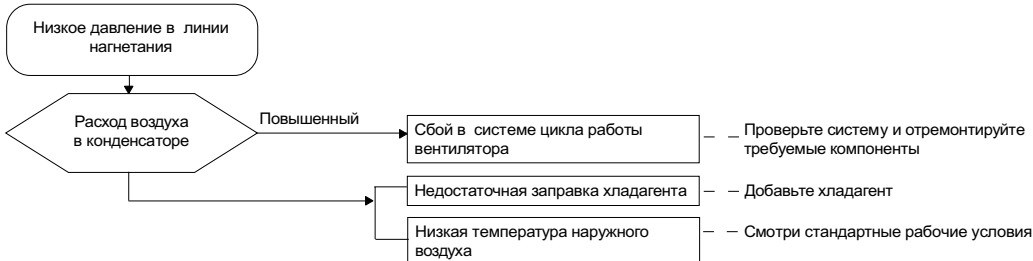 Низкое давление в линии
нагнетания
Расход воздуха
в конденсаторе
Повышенный
Сбой в системе цикла работы
вентилятора
Проверьте систему и отремонтируйте
требуемые компоненты
Недостаточная заправка хладагента
Добавьте хладагент
Низкая температура наружного
воздуха
Смотри стандартные рабочие условия